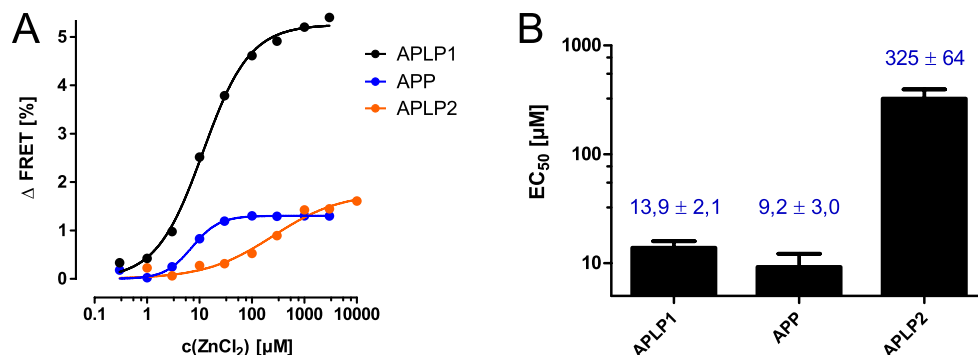 A
Δ FRET [%]
5
4
3
2
1
0
0.1
1
10
100
1000
10000
c(ZnCl₂) [µM]
APLP1
APP
APLP2
B
EC₅₀ [µM]
1000
100
10
13,9 ± 2,1
9,2 ± 3,0
325 ± 64
APLP1
APP
APLP2